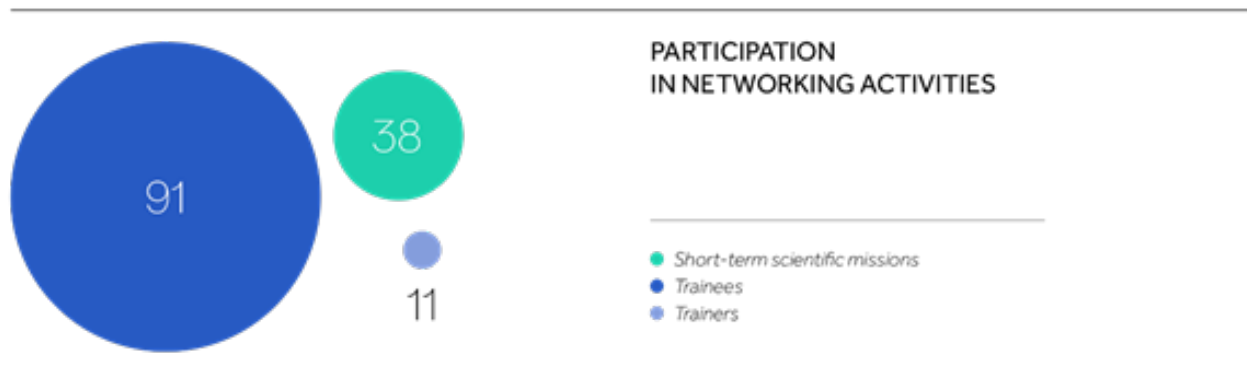 91
38
11
PARTICIPATION
IN NETWORKING ACTIVITIES
Short-term scientific missions
Trainees
Trainers